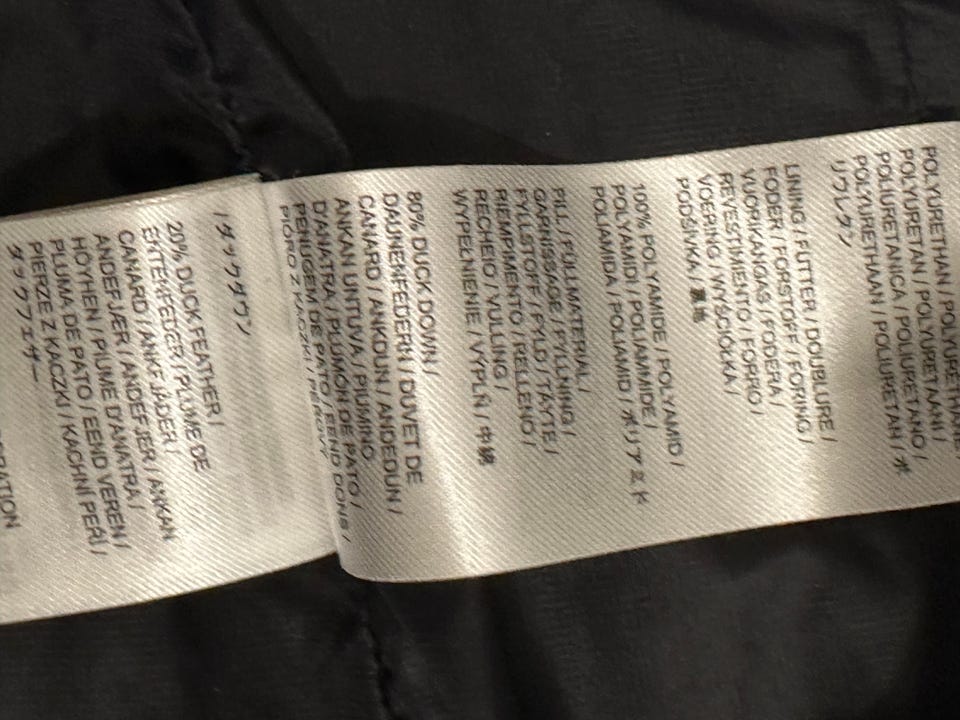 POLYURETHAN / POLYURETHANE /
POLYURETAN / POLYURETAANI /
POLIURETANICA / POLIURETANO /
POLYURETHAAN / POLIURETAN / ポ
リウレタン
LINING / FUTTER / DOUBLURE /
FODER / FORSTOFF / FORING /
VUORIKANGAS / FODERA /
REVESTIMIENTO / FORRO /
VOERING / WYŚCIÓŁKA /
PODŠÍVKA / 裏地
100% POLYAMIDE / POLYAMID /
POLYAMIDI / POLIAMMIDE /
POLIAMIDA / POLIAMID / ポリアミド
FILL / FÜLLMATERIAL /
GARNISSAGE / FYLLNING /
FYLLSTOFF / FYLD / TÄYTE /
RIEMPIMENTO / RELLENO /
RECHEIO / VULLING /
WYPEŁNIENIE / VÝPLŇ / 中綿
80% DUCK DOWN /
DAUNENFEDERN / DUVET DE
CANARD / ANKDUN / ANDEDUN /
ANKAN UNTUVA / PIUMINO
D'ANATRA / PLUMÓN DE PATO /
PENUGEM DE PATO / EEND DONS /
PIÓRO Z KACZKI / PEŘOVÝ
/ ダックダウン
20% DUCK FEATHER /
ENTENFEDER / PLUME DE
CANARD / ANKFJÄDER /
ANDEFJÆR / ANDEFJER / ANKAN
HÖYHEN / PIUME D'ANATRA /
PLUMA DE PATO / EEND VEREN /
PIERZE Z KACZKI / KACHNÍ PEŘÍ /
ダックフェザー